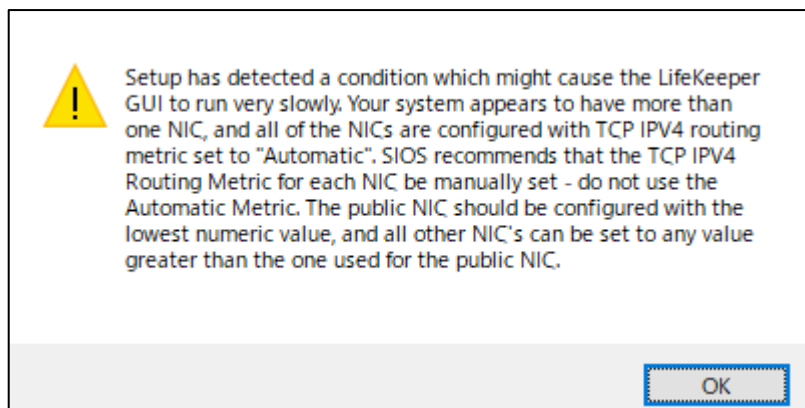 Setup has detected a condition which might cause the LifeKeeper
GUI to run very slowly. Your system appears to have more than
one NIC, and all of the NICs are configured with TCP IPV4 routing
metric set to "Automatic". SIOS recommends that the TCP IPV4
Routing Metric for each NIC be manually set - do not use the
Automatic Metric. The public NIC should be configured with the
lowest numeric value, and all other NIC's can be set to any value
greater than the one used for the public NIC.
OK